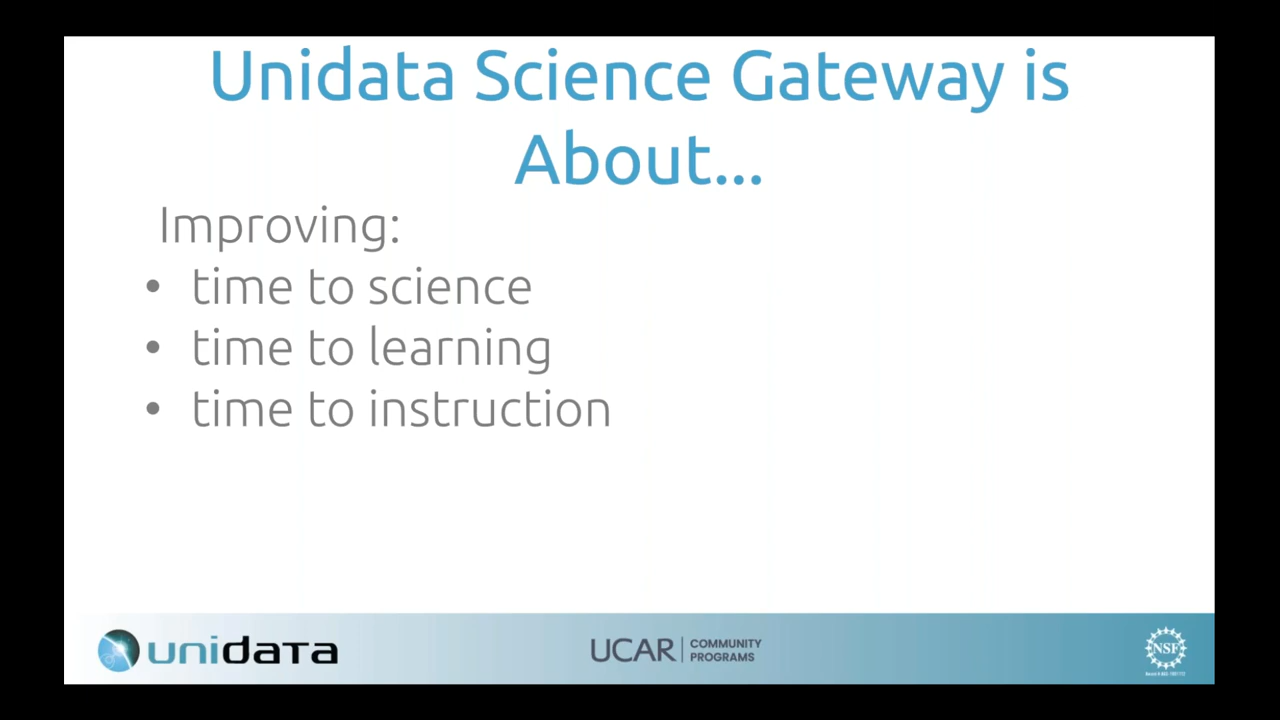 Unidata Science Gateway is
About...
Improving:
• time to science
• time to learning
• time to instruction
unidata
UCAR | COMMUNITY
PROGRAMS
NSF